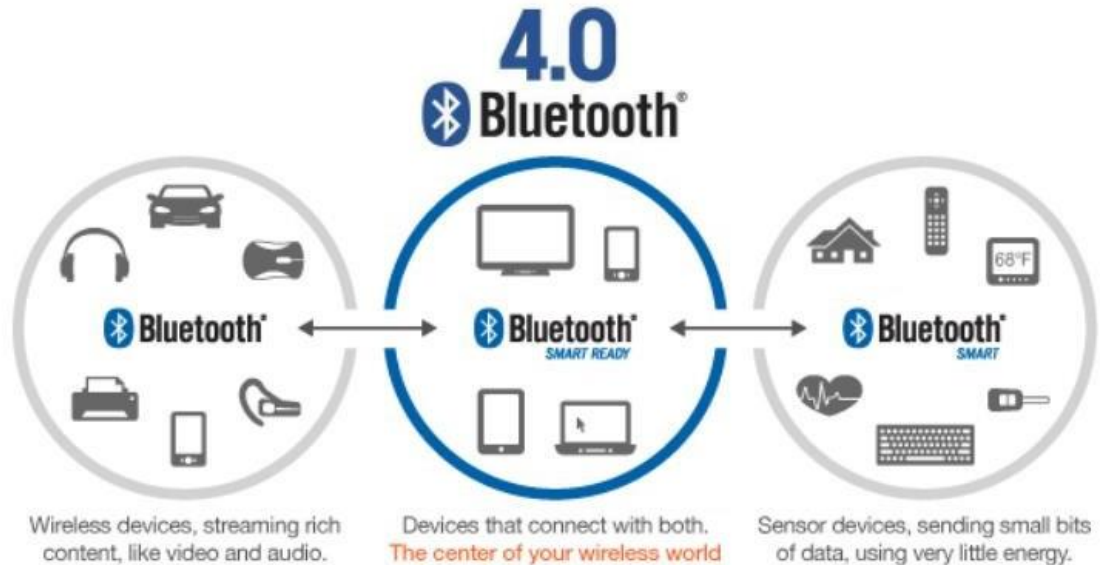 4.0
Bluetooth®
68°F
Bluetooth®
Bluetooth®
SMART READY
Bluetooth®
SMART
Wireless devices, streaming rich
content, like video and audio.
Devices that connect with both.
The center of your wireless world
Sensor devices, sending small bits
of data, using very little energy.